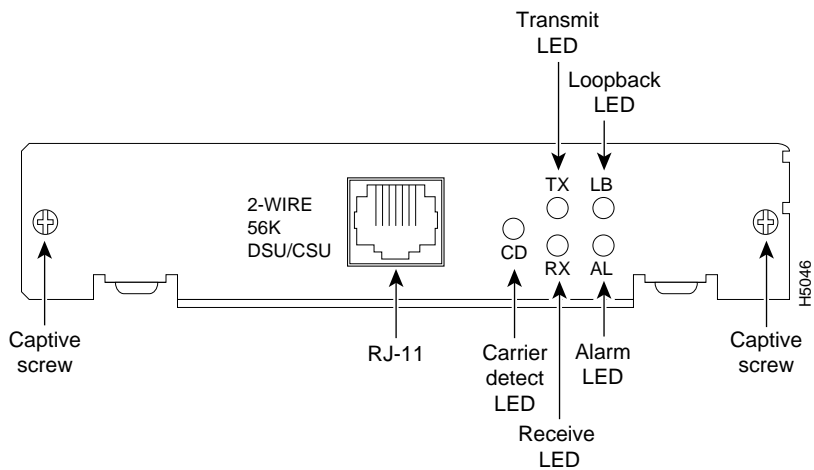 Transmit
LED
Loopback
LED
TX LB
2-WIRE
56K
DSU/CSU
CD
RX AL
H5046
Captive
screw
RJ-11
Carrier
detect
LED
Alarm
LED
Captive
screw
Receive
LED